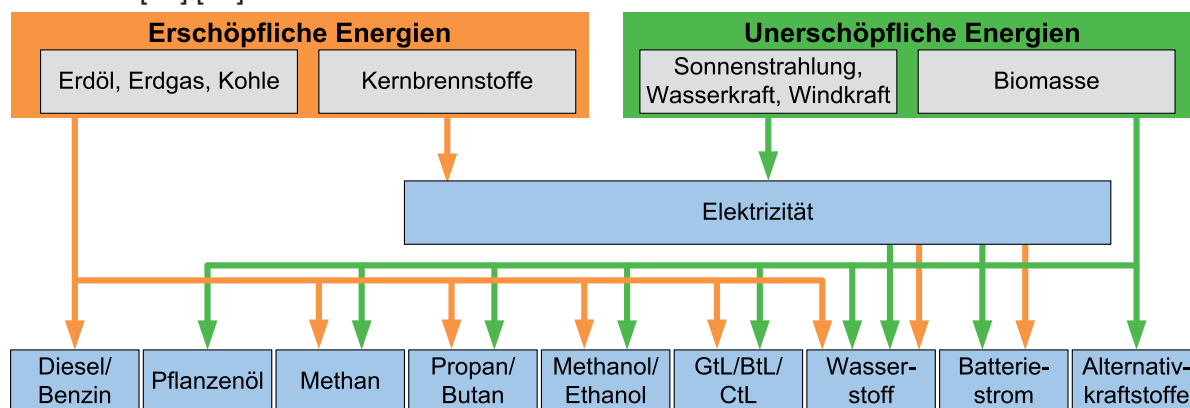 Erschöpfliche Energien
Unerschöpfliche Energien
Erdöl, Erdgas, Kohle
Kernbrennstoffe
Sonnenstrahlung,
Wasserkraft, Windkraft
Biomasse
Elektrizität
Diesel/
Benzin
Pflanzenöl
Methan
Propan/
Butan
Methanol/
Ethanol
GtL/BtL/
CtL
Wasser-
stoff
Batterie-
strom
Alternativ-
kraftstoffe